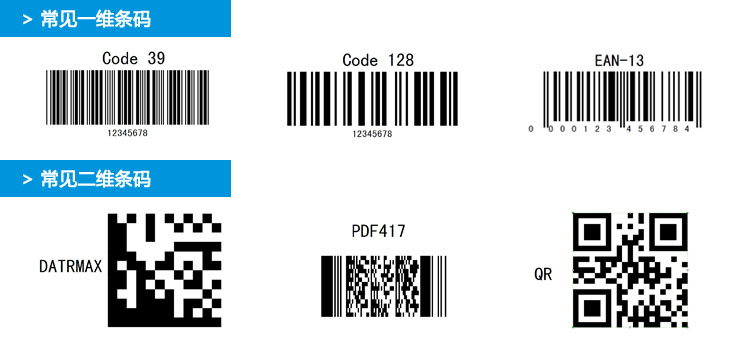 > 常见一维条码
Code 39
Code 128
EAN-13
12345678
12345678
0 000123 456784
> 常见二维条码
PDF417
DATRMAX
QR